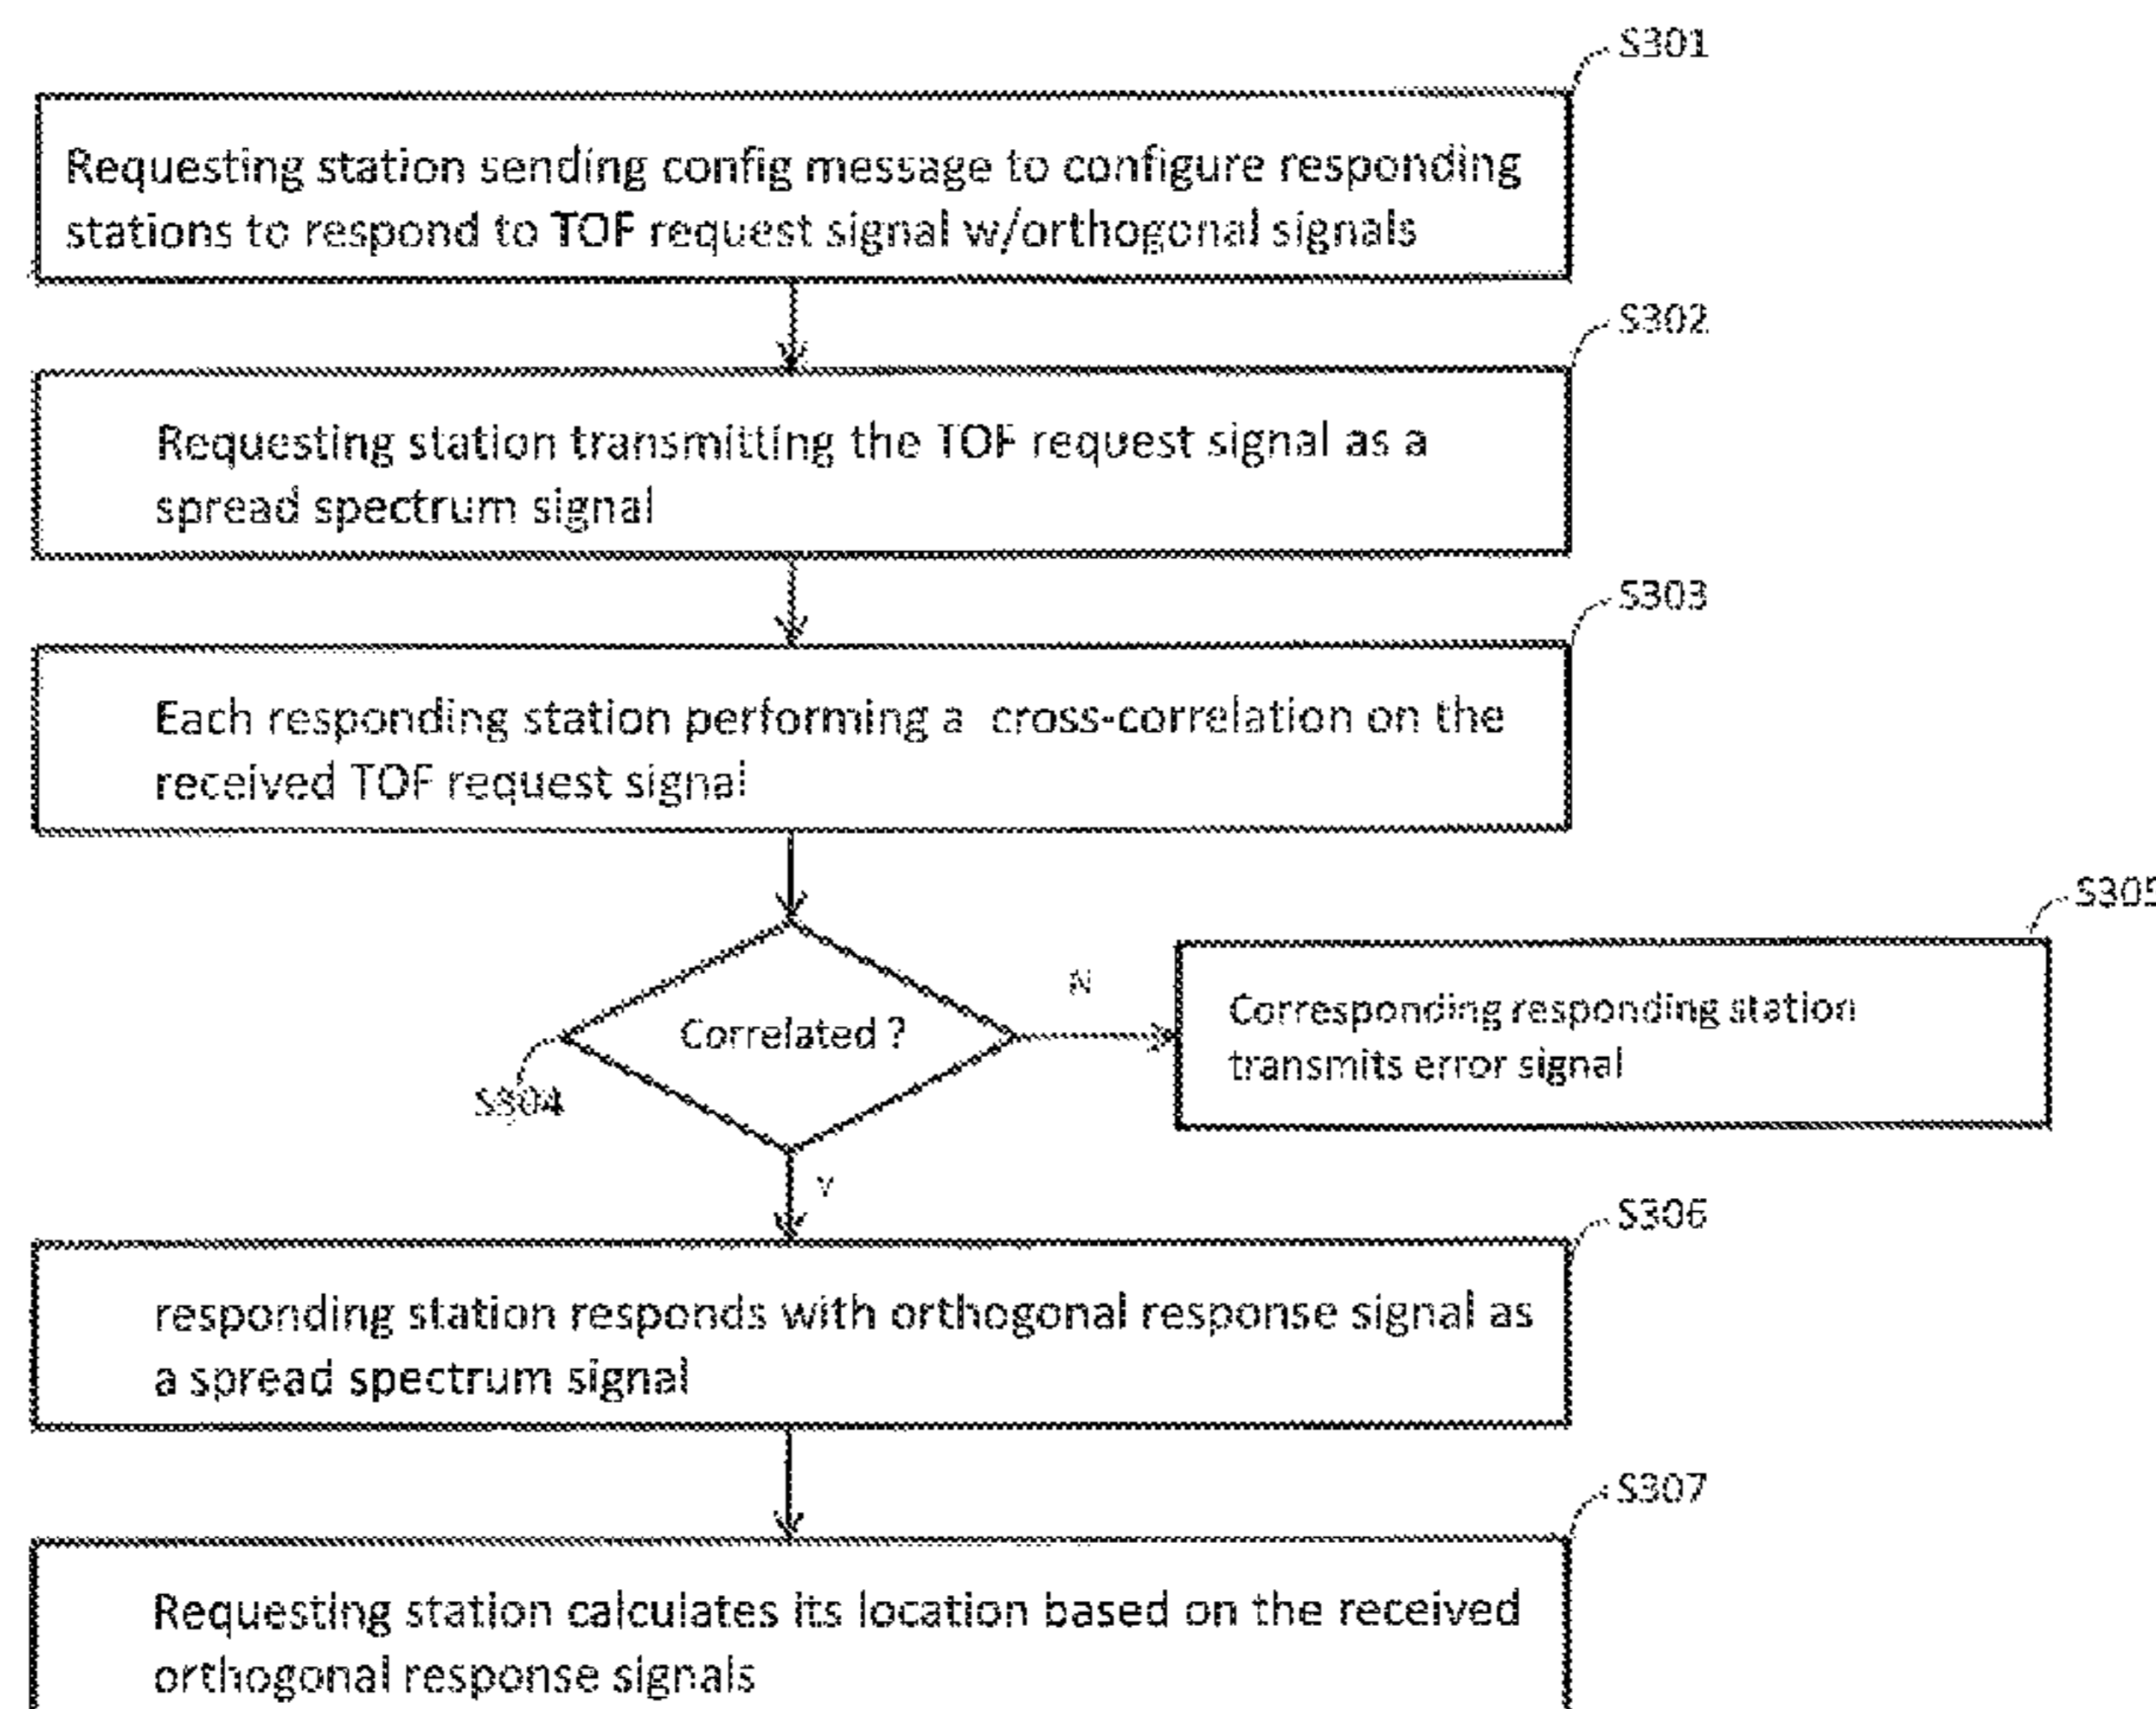 S301
Requesting station sending config message to configure responding
stations to respond to TOF request signal w/orthogonal signals
S302
Requesting station transmitting the TOF request signal as a
spread spectrum signal
S303
Each responding station performing a cross-correlation on the
received TOF request signal
S305
N
Corresponding responding station
transmits error signal
Correlated ?
S304
Y
S306
responding station responds with orthogonal response signal as
a spread spectrum signal
S307
Requesting station calculates its location based on the received
orthogonal response signals